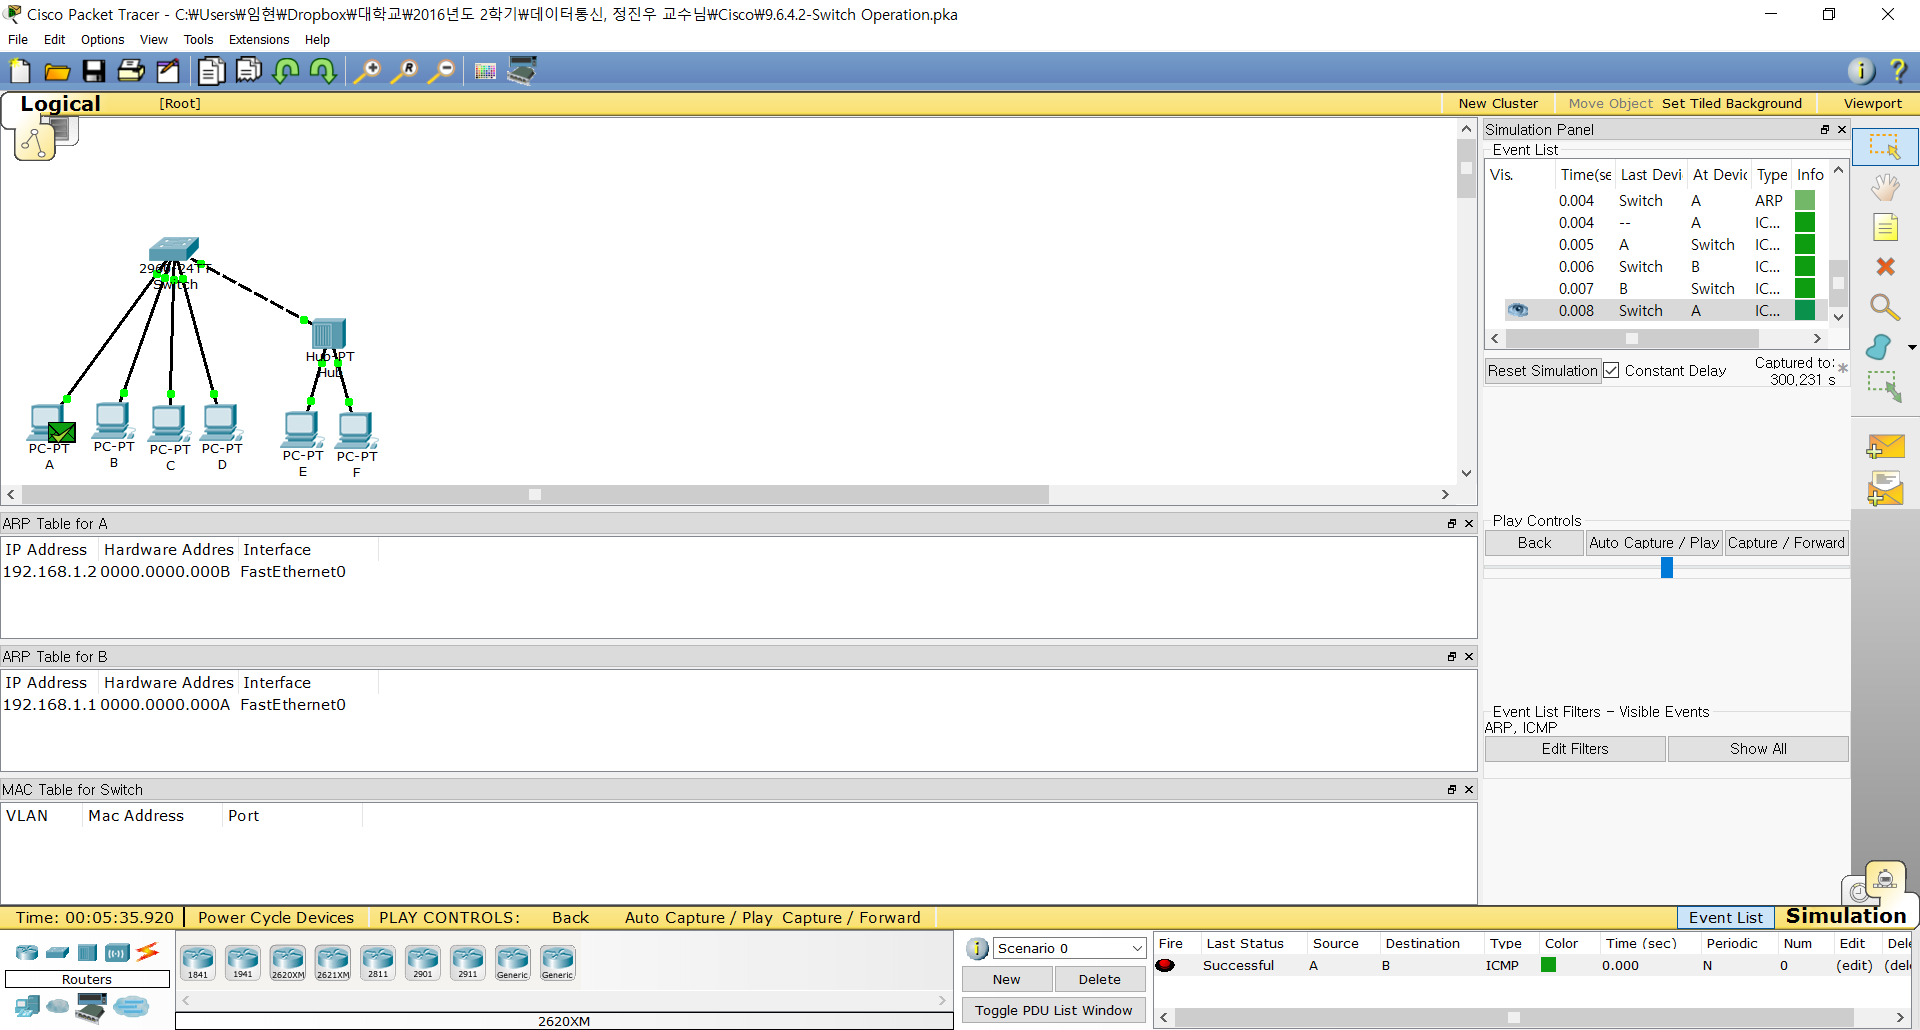 Cisco Packet Tracer - C:₩Users₩임현₩Dropbox₩대학교₩2016년도 2학기₩데이터통신, 정진우 교수님₩Cisco₩9.6.4.2-Switch Operation.pka
File Edit Options View Tools Extensions Help
Logical [Root] New Cluster Move Object Set Tiled Background Viewport
2960-24TT
Switch
Hub-PT
Hub
PC-PT
A
PC-PT
B
PC-PT
C
PC-PT
D
PC-PT
E
PC-PT
F
Simulation Panel
Event List
Vis. Time(se Last Devi At Devic Type Info
0.004 Switch A ARP
0.004 -- A IC...
0.005 A Switch IC...
0.006 Switch B IC...
0.007 B Switch IC...
0.008 Switch A IC...
Reset Simulation Constant Delay Captured to: *
300,231 s
Play Controls
Back Auto Capture / Play Capture / Forward
Event List Filters - Visible Events
ARP, ICMP
Edit Filters Show All
ARP Table for A
IP Address Hardware Addres Interface
192.168.1.2 0000.0000.000B FastEthernet0
ARP Table for B
IP Address Hardware Addres Interface
192.168.1.1 0000.0000.000A FastEthernet0
MAC Table for Switch
VLAN Mac Address Port
Time: 00:05:35.920 Power Cycle Devices PLAY CONTROLS: Back Auto Capture / Play Capture / Forward Event List Simulation
Routers
1841 1941 2620XM 2621XM 2811 2901 2911 Generic Generic
2620XM
Scenario 0
New Delete
Toggle PDU List Window
Fire Last Status Source Destination Type Color Time (sec) Periodic Num Edit Dele
Successful A B ICMP 0.000 N 0 (edit) (del